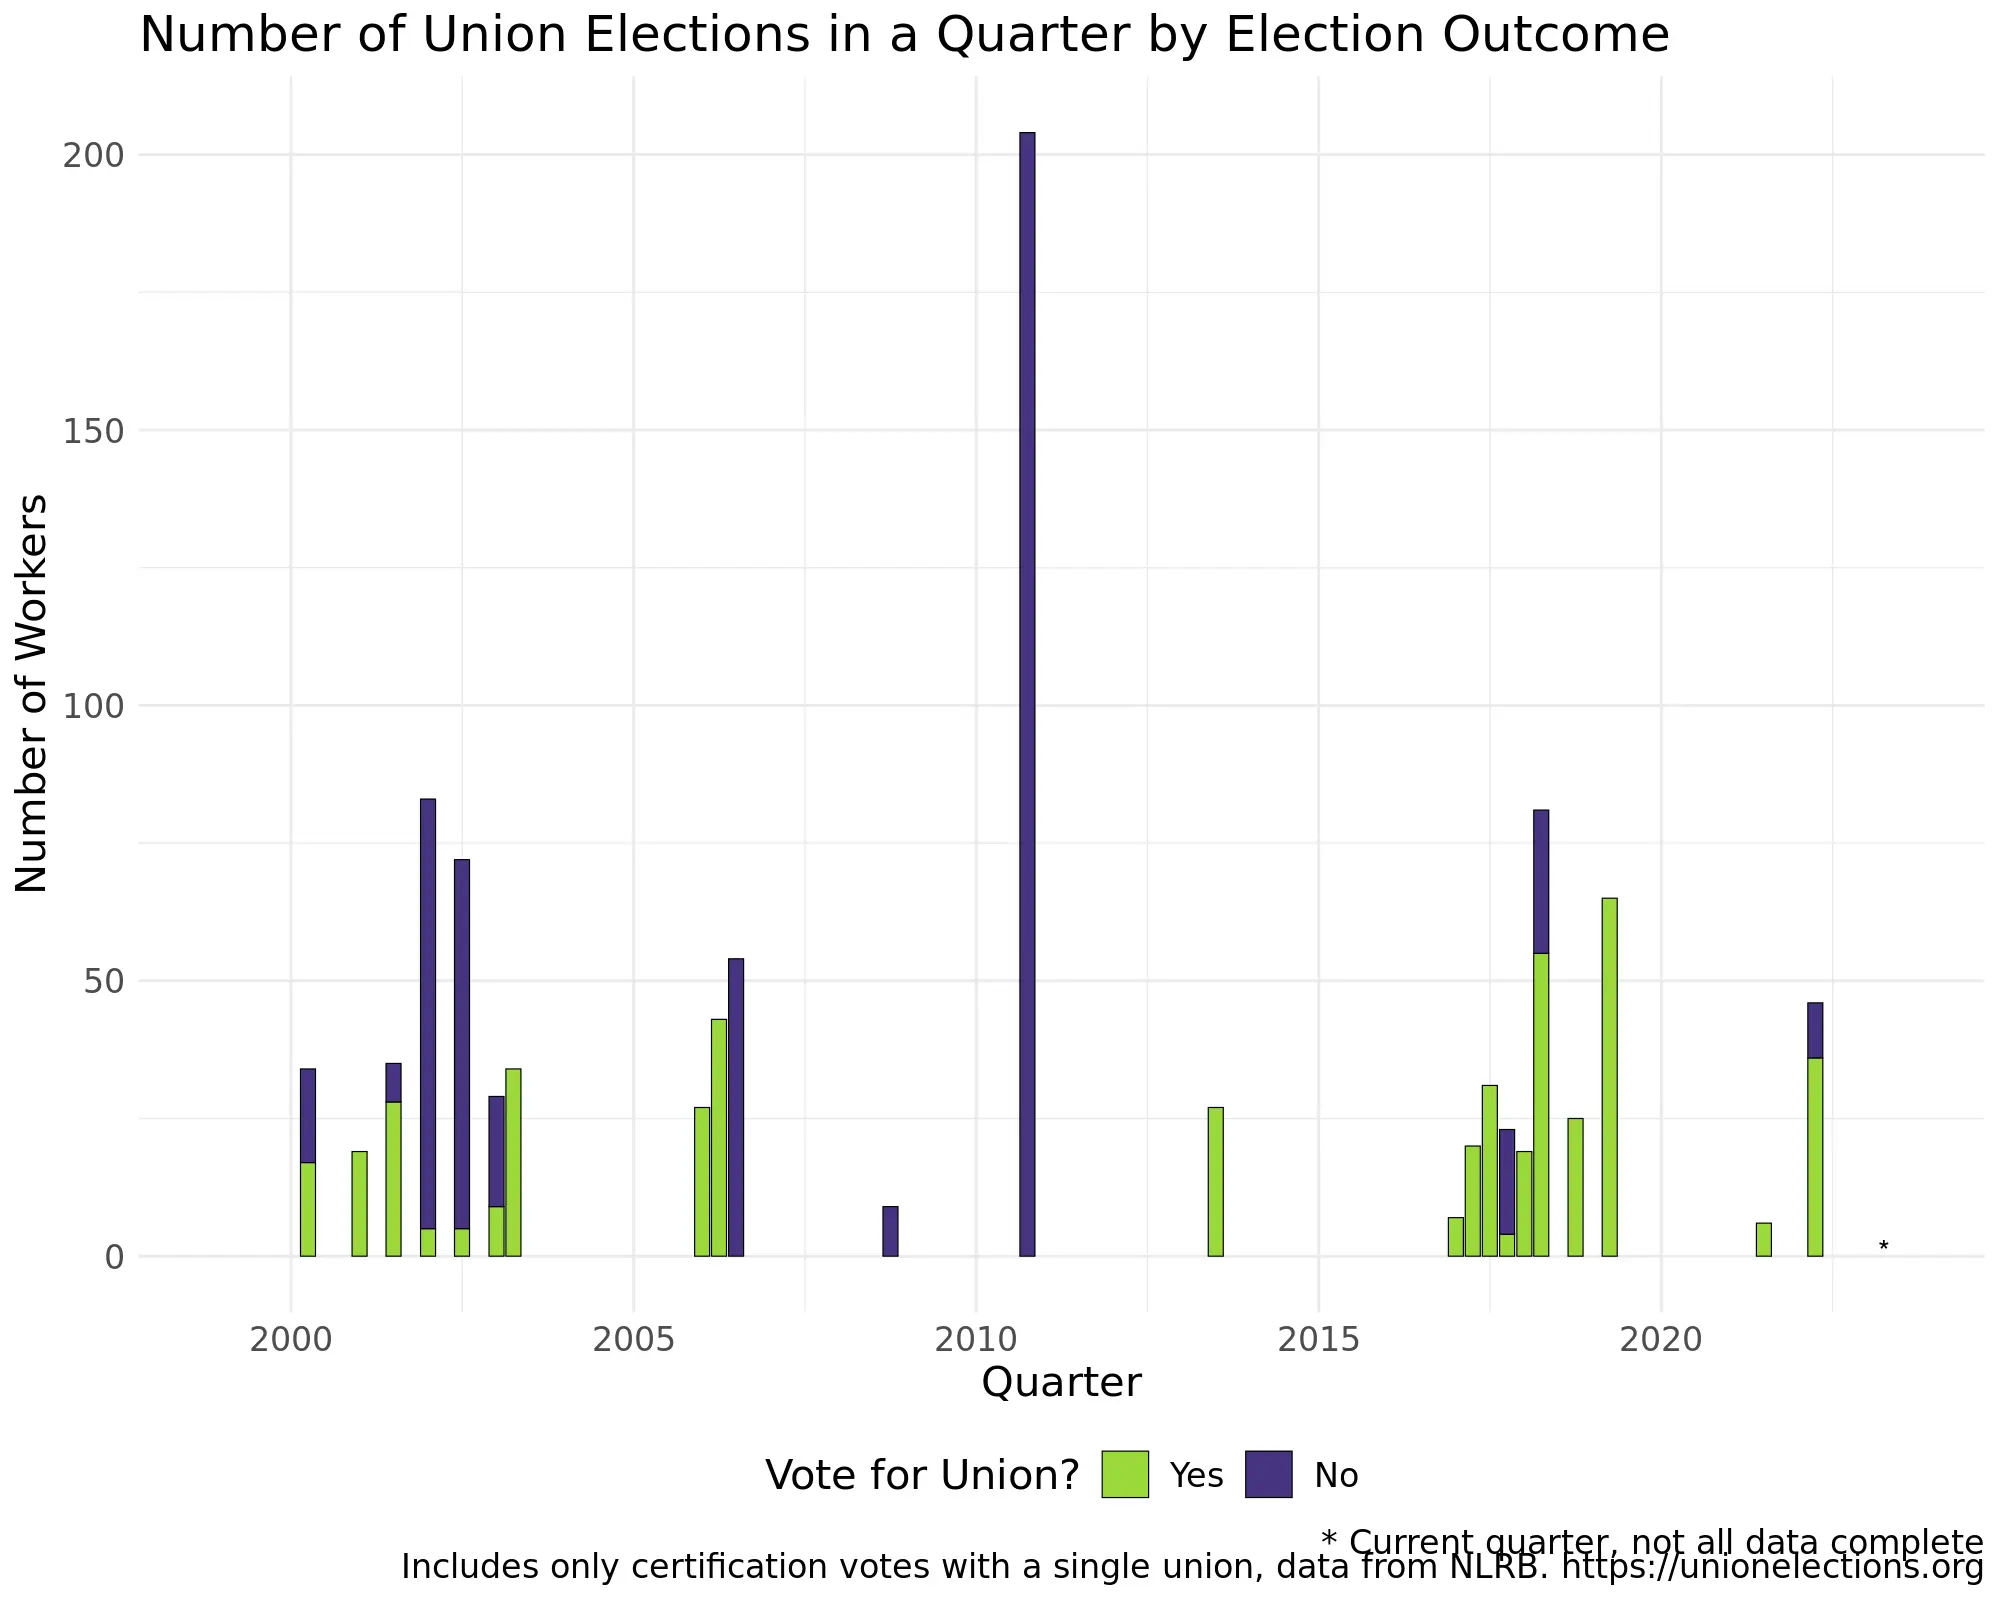 Number of Union Elections in a Quarter by Election Outcome
Number of Workers
200
150
100
50
0
*
2000 2005 2010 2015 2020
Quarter
Vote for Union? Yes No
* Current quarter, not all data complete
Includes only certification votes with a single union, data from NLRB. https://unionelections.org